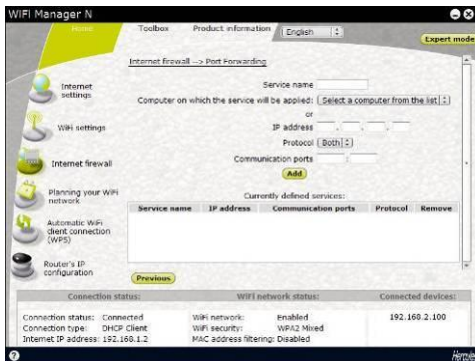 WiFi Manager N
Home Toolbox Product information English Expert mode
Internet firewall --> Port Forwarding
Service name
Computer on which the service will be applied: Select a computer from the list
or
IP address . . .
Protocol Both
Communication ports :
Add
Currently defined services:
Service name IP address Communication ports Protocol Remove
Internet
settings
WiFi settings
Internet firewall
Planning your WiFi
network
Automatic WiFi
client connection
(WPS)
Router's IP
configuration
Previous
Connection status: WiFi network status: Connected devices:
Connection status: Connected WiFi network: Enabled 192.168.2.100
Connection type: DHCP Client WiFi security: WPA2 Mixed
Internet IP address: 192.168.1.2 MAC address filtering: Disabled
? Hercules